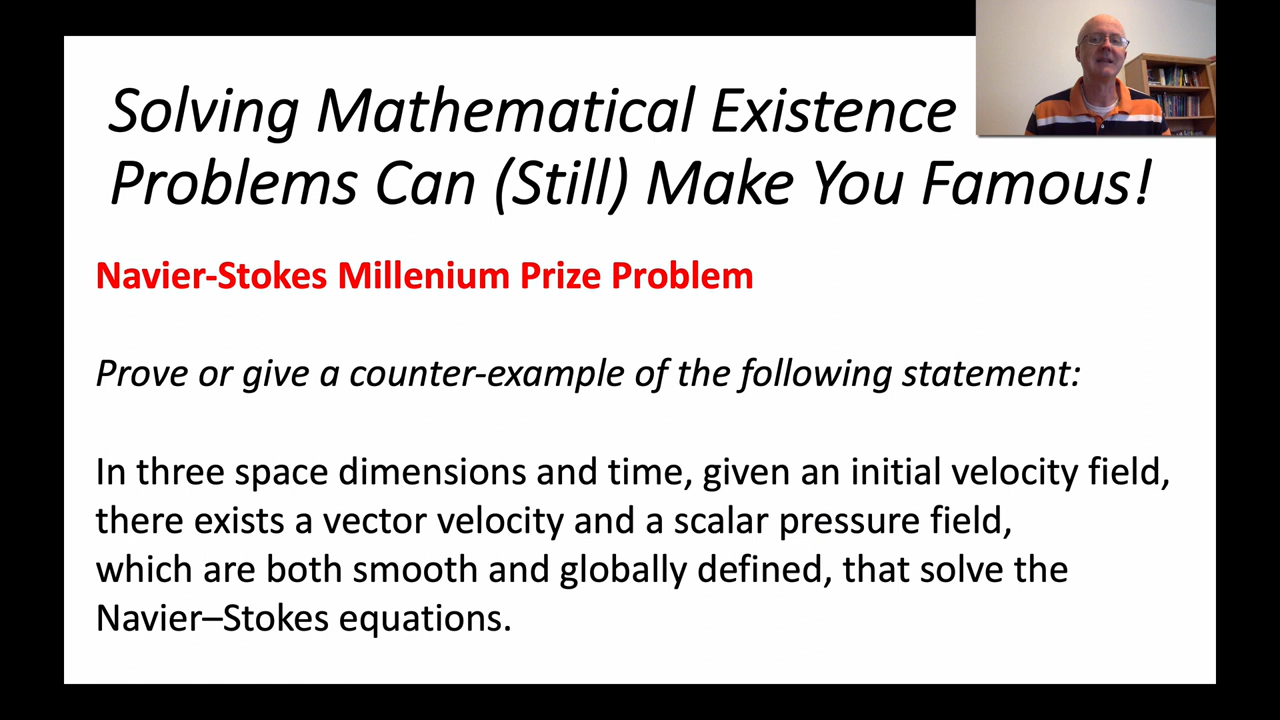 Solving Mathematical Existence
Problems Can (Still) Make You Famous!
Navier-Stokes Millenium Prize Problem
Prove or give a counter-example of the following statement:
In three space dimensions and time, given an initial velocity field,
there exists a vector velocity and a scalar pressure field,
which are both smooth and globally defined, that solve the
Navier–Stokes equations.